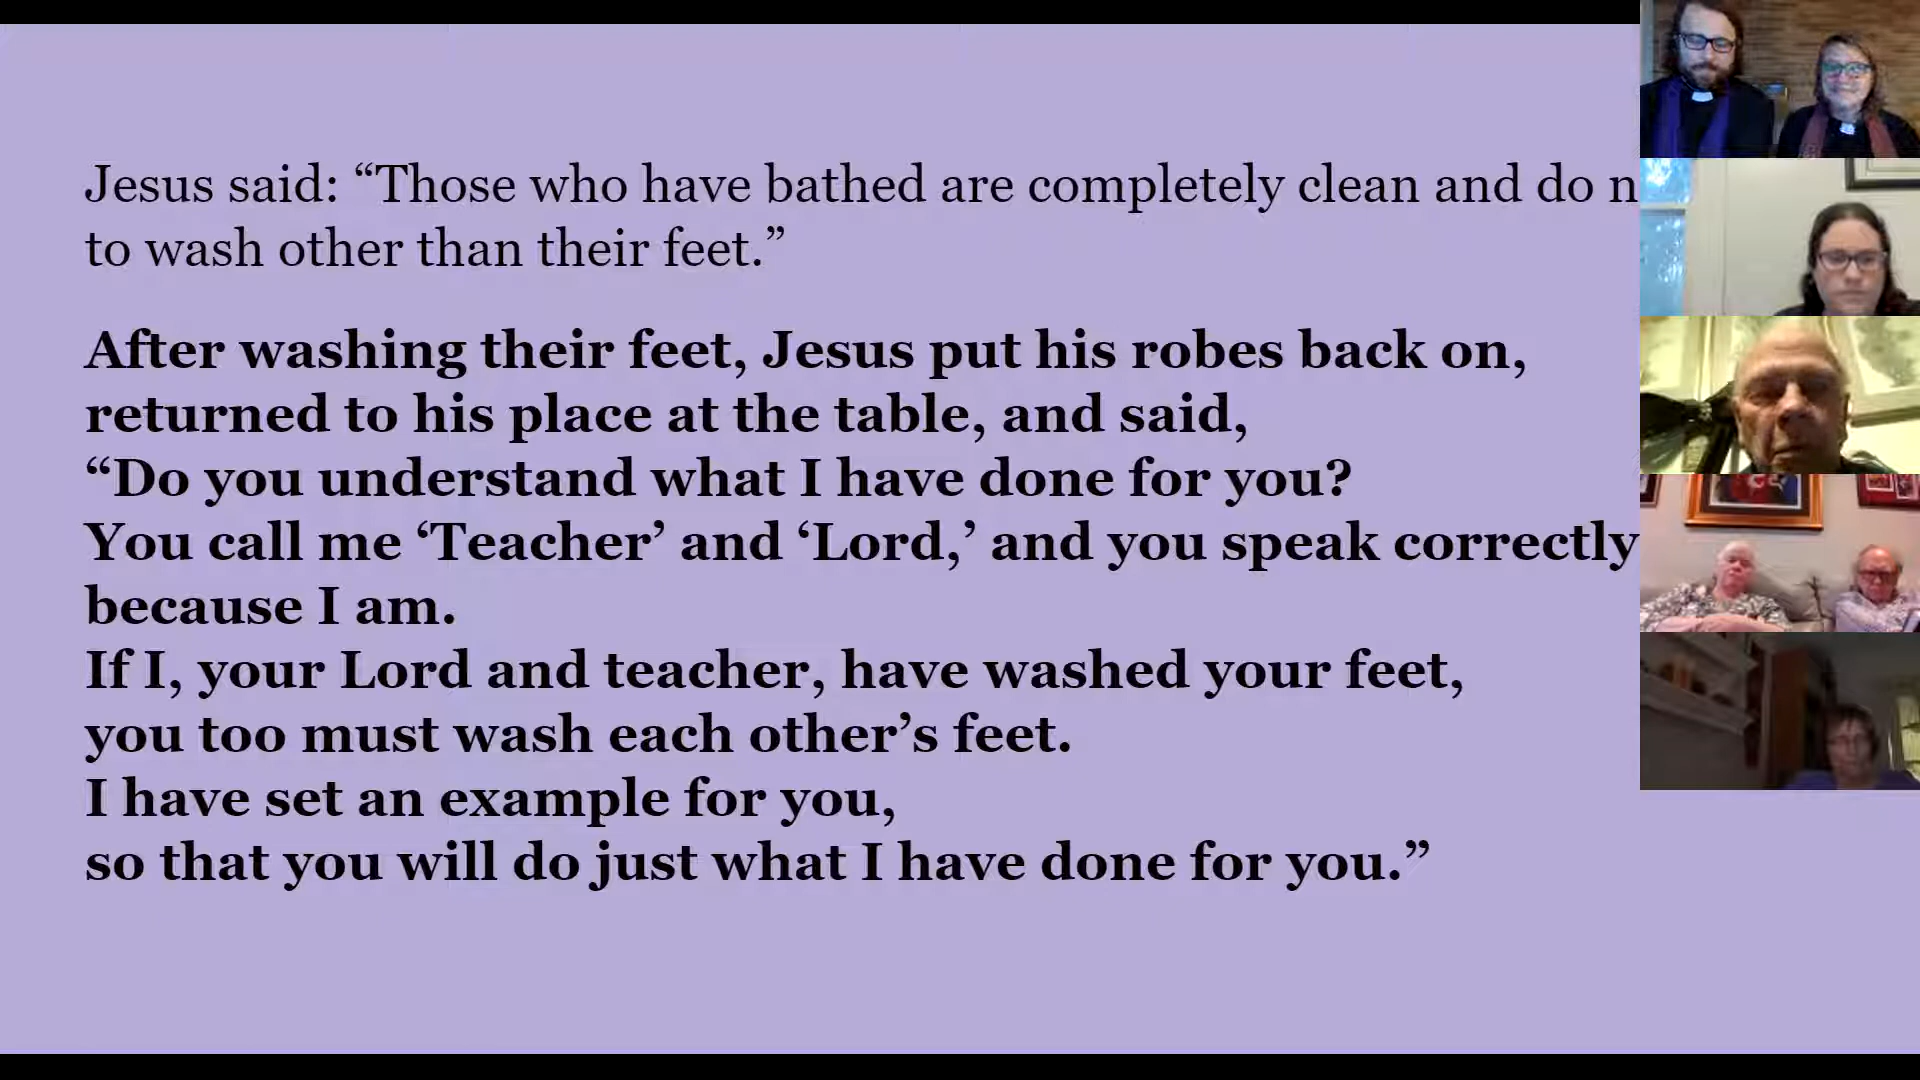 Jesus said: “Those who have bathed are completely clean and do n
to wash other than their feet.”
After washing their feet, Jesus put his robes back on,
returned to his place at the table, and said,
“Do you understand what I have done for you?
You call me ‘Teacher’ and ‘Lord,’ and you speak correctly
because I am.
If I, your Lord and teacher, have washed your feet,
you too must wash each other’s feet.
I have set an example for you,
so that you will do just what I have done for you.”